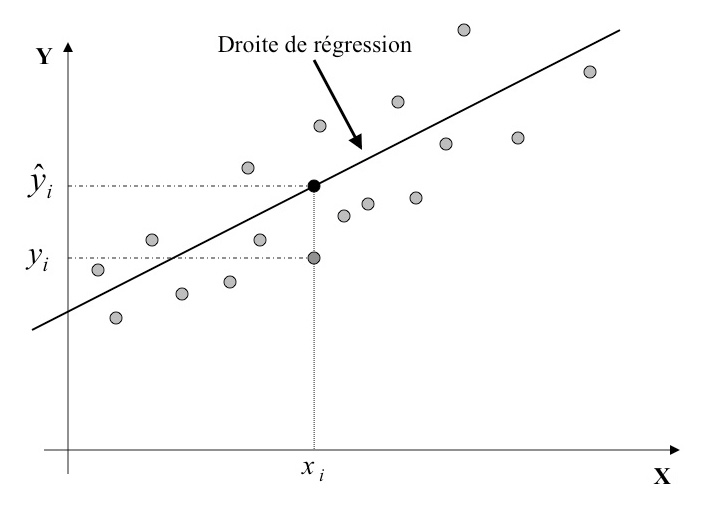 Droite de régression
Y
ŷi
yi
xi
X